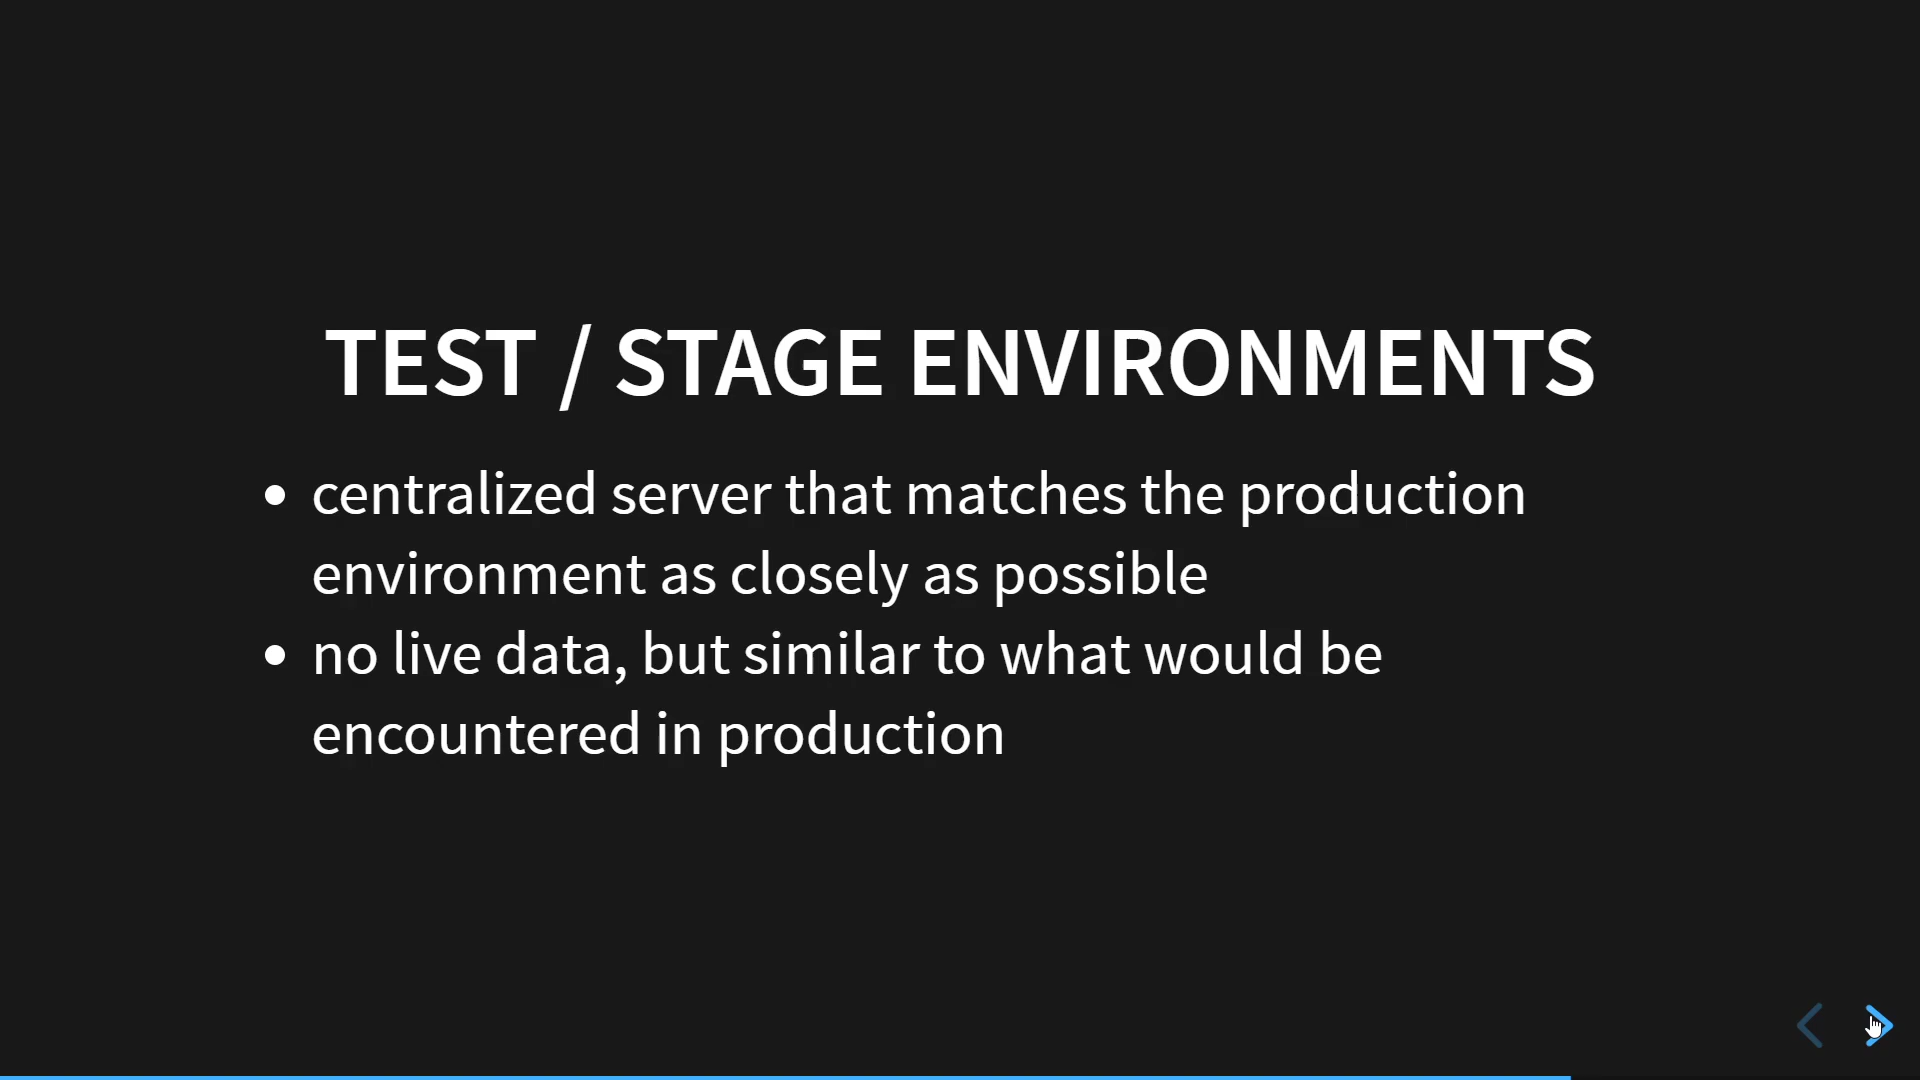 TEST / STAGE ENVIRONMENTS
centralized server that matches the production
environment as closely as possible
no live data, but similar to what would be
encountered in production